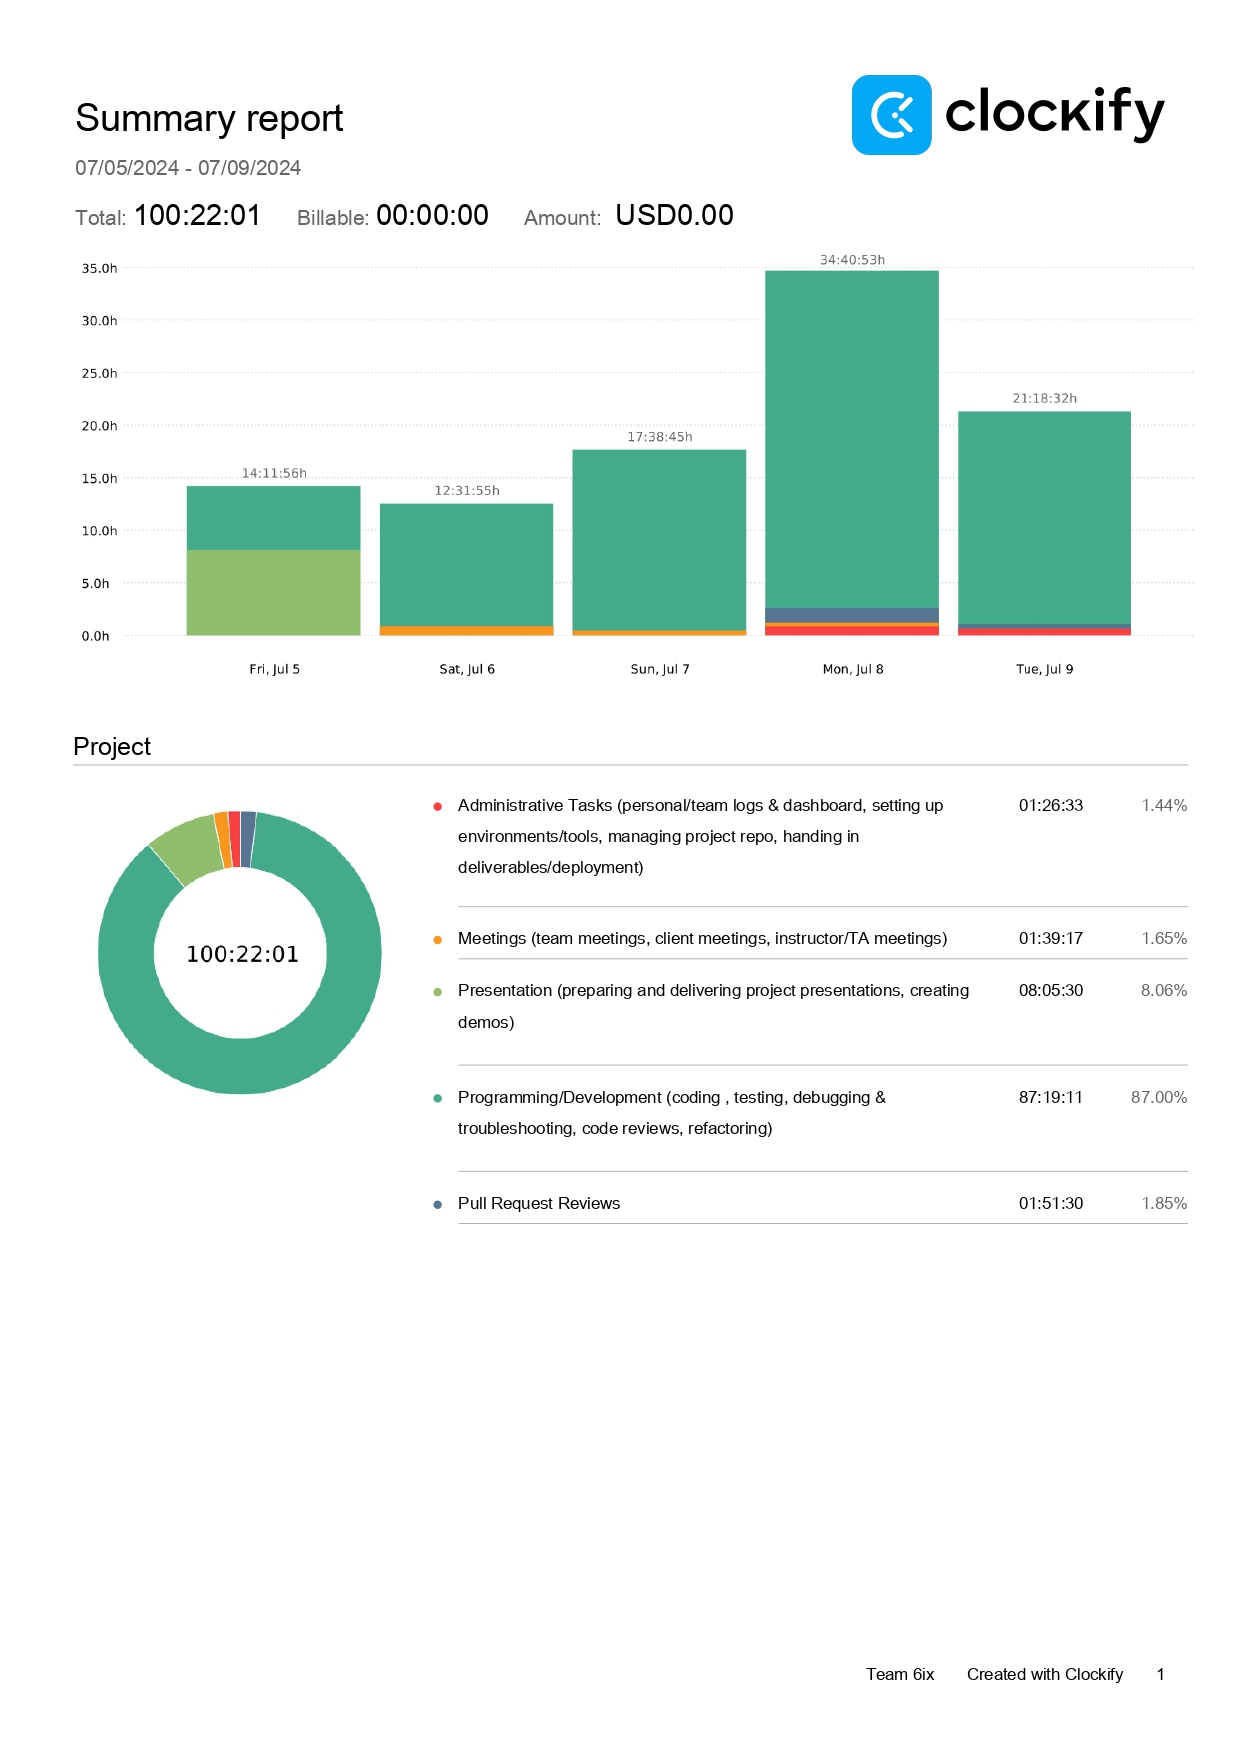 Summary report
clocKify
07/05/2024 - 07/09/2024
Total: 100:22:01 Billable: 00:00:00 Amount: USD0.00
34:40:53h
35.0h
30.0h
25.0h
21:18:32h
20.0h
17:38:45h
14:11:56h
15.0h
12:31:55h
10.0h
5.0h
0.0h
Fri, Jul 5 Sat, Jul 6 Sun, Jul 7 Mon, Jul 8 Tue, Jul 9
Project
100:22:01
Administrative Tasks (personal/team logs & dashboard, setting up 01:26:33 1.44%
environments/tools, managing project repo, handing in
deliverables/deployment)
Meetings (team meetings, client meetings, instructor/TA meetings) 01:39:17 1.65%
Presentation (preparing and delivering project presentations, creating 08:05:30 8.06%
demos)
Programming/Development (coding , testing, debugging & 87:19:11 87.00%
troubleshooting, code reviews, refactoring)
Pull Request Reviews 01:51:30 1.85%
Team 6ix Created with Clockify 1